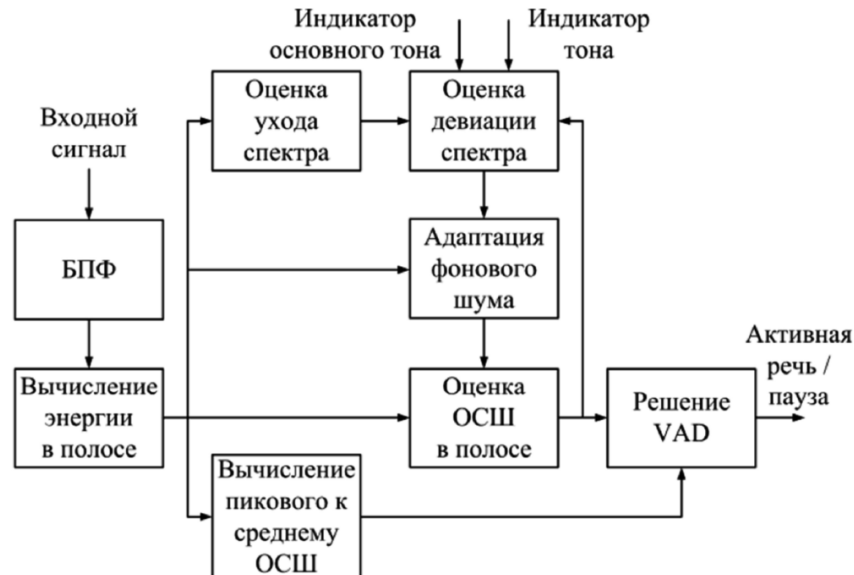 Индикатор
основного тона
Индикатор
тона
Входной
сигнал
Оценка
ухода
спектра
Оценка
девиации
спектра
БПФ
Адаптация
фонового
шума
Вычисление
энергии
в полосе
Оценка
ОСШ
в полосе
Решение
VAD
Активная
речь /
пауза
Вычисление
пикового к
среднему
ОСШ